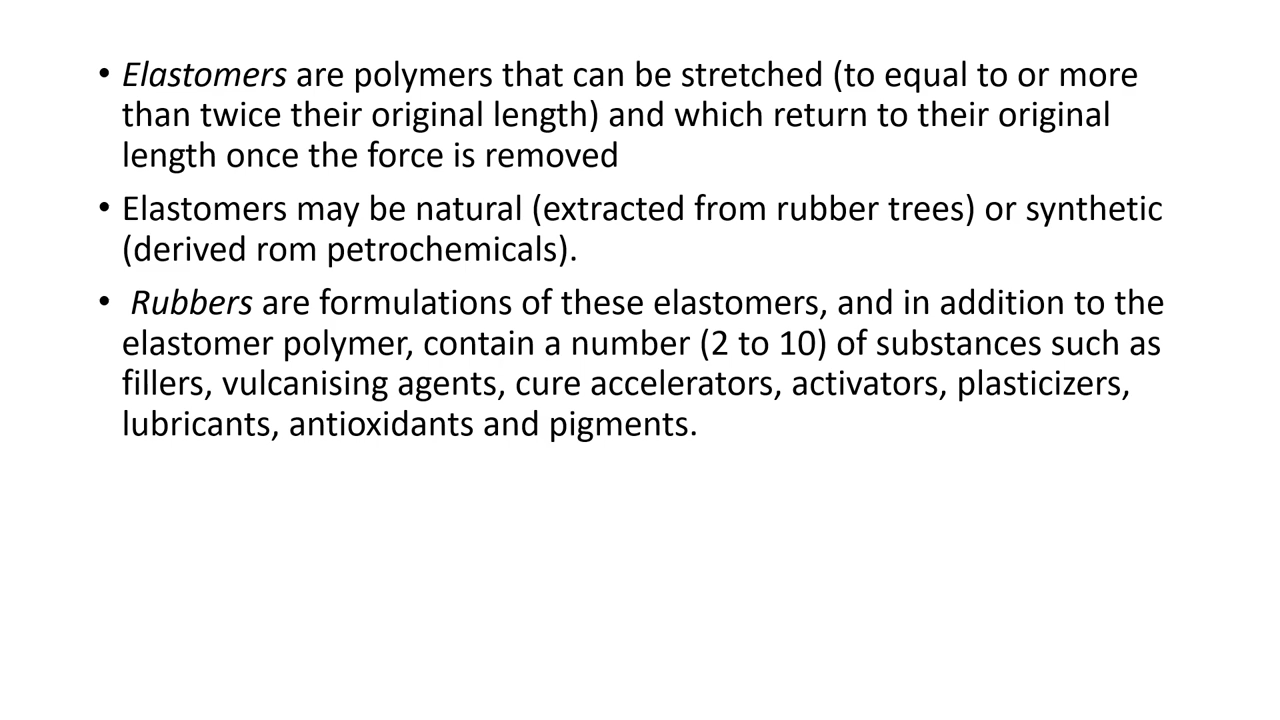 • Elastomers are polymers that can be stretched (to equal to or more
than twice their original length) and which return to their original
length once the force is removed
• Elastomers may be natural (extracted from rubber trees) or synthetic
(derived rom petrochemicals).
• Rubbers are formulations of these elastomers, and in addition to the
elastomer polymer, contain a number (2 to 10) of substances such as
fillers, vulcanising agents, cure accelerators, activators, plasticizers,
lubricants, antioxidants and pigments.